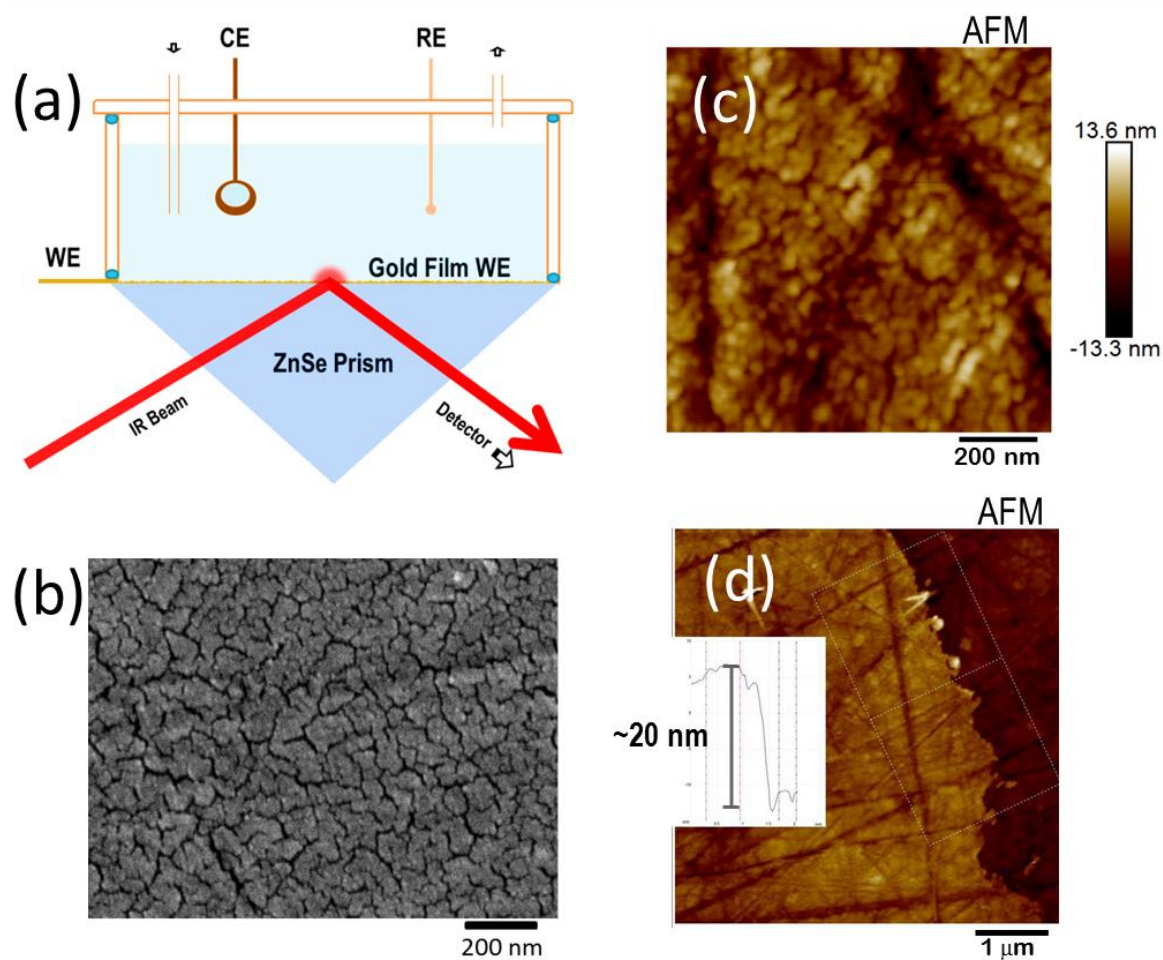 (a)
CE
RE
WE
Gold Film WE
ZnSe Prism
IR Beam
Detector
(b)
200 nm
AFM
(c)
13.6 nm
-13.3 nm
200 nm
AFM
(d)
~20 nm
1 μm